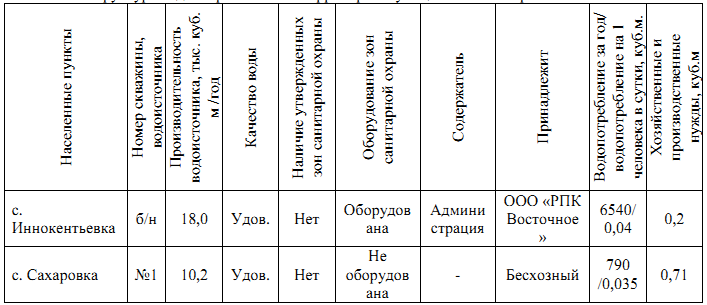 Населенные пункты
Номер скважины,
водоисточника
Производительность
водоисточника, тыс. куб.
м /год
Качество воды
Наличие утвержденных
зон санитарной охраны
Оборудование зон
санитарной охраны
Содержатель
Принадлежит
Водопотребление за год/
водопотребление на 1
человека в сутки, куб.м.
Хозяйственные и
производственные
нужды, куб.м
с.
Иннокентьевка
б/н
18,0
Удов.
Нет
Оборудов
ана
Админи
страция
ООО «РПК
Восточное
»
6540/
0,04
0,2
с. Сахаровка
№1
10,2
Удов.
Нет
Не
оборудов
ана
-
Бесхозный
790
/0,035
0,71